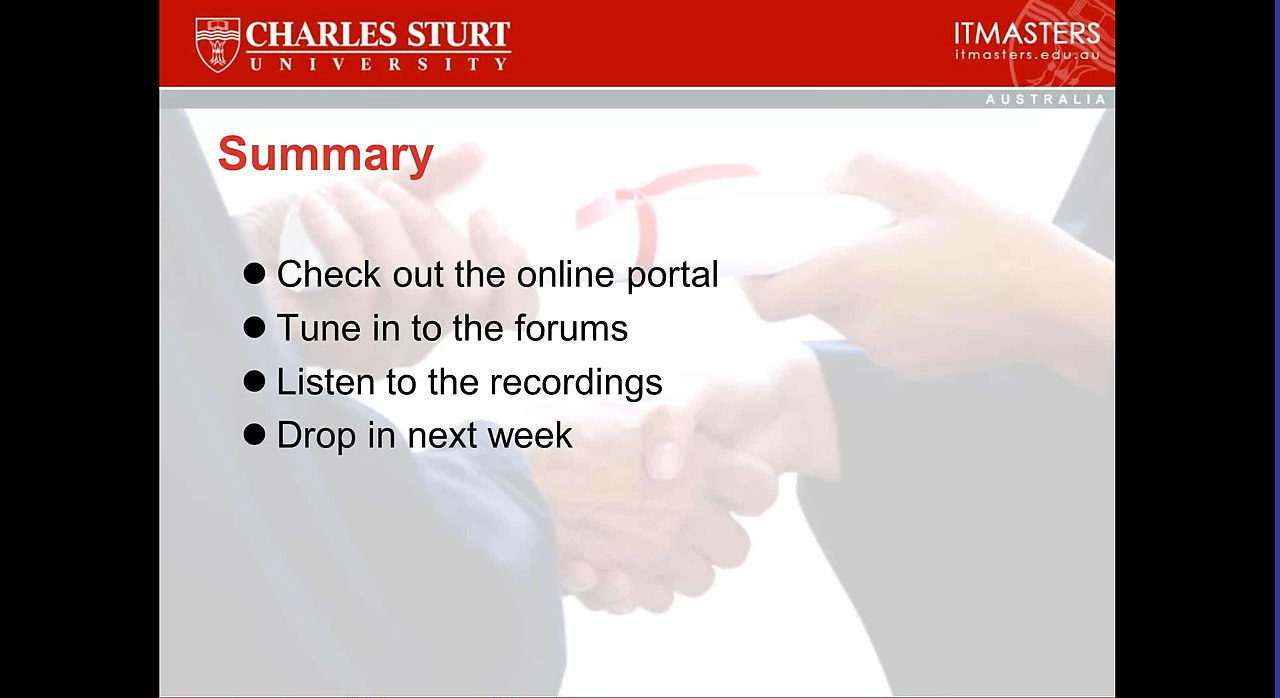 CHARLES STURT
UNIVERSITY
ITMASTERS
itmasters.edu.au
AUSTRALIA
Summary
● Check out the online portal
● Tune in to the forums
● Listen to the recordings
● Drop in next week